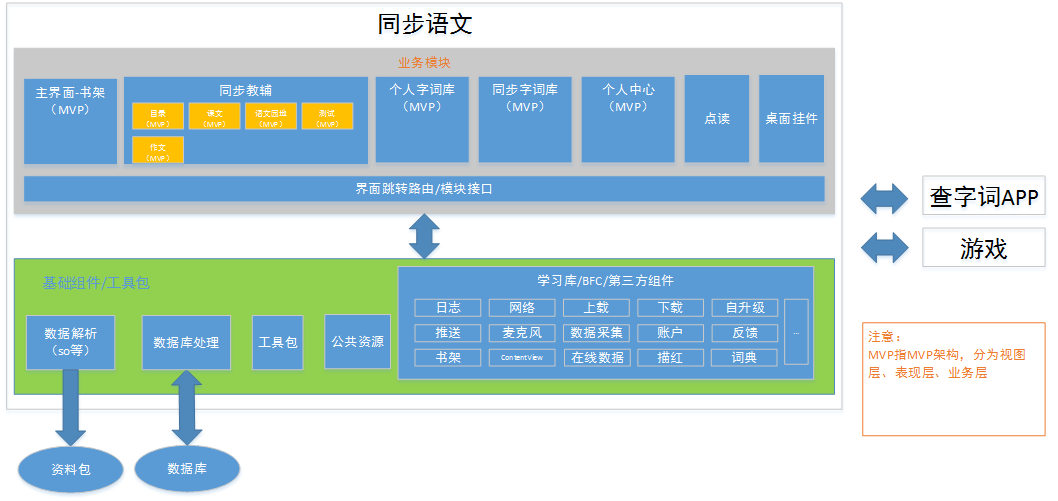 同步语文
业务模块
主界面-书架
（MVP）
同步教辅
目录
（MVP）
课文
（MVP）
语文园地
（MVP）
测试
（MVP）
作文
（MVP）
个人字词库
（MVP）
同步字词库
（MVP）
个人中心
（MVP）
点读
桌面挂件
界面跳转路由/模块接口
查字词APP
游戏
基础组件/工具包
数据解析
（so等）
数据库处理
工具包
公共资源
学习库/BFC/第三方组件
日志
网络
上载
下载
自升级
推送
麦克风
数据采集
账户
反馈
书架
ContentView
在线数据
描红
词典
...
注意：
MVP指MVP架构，分为视图
层、表现层、业务层
资料包
数据库